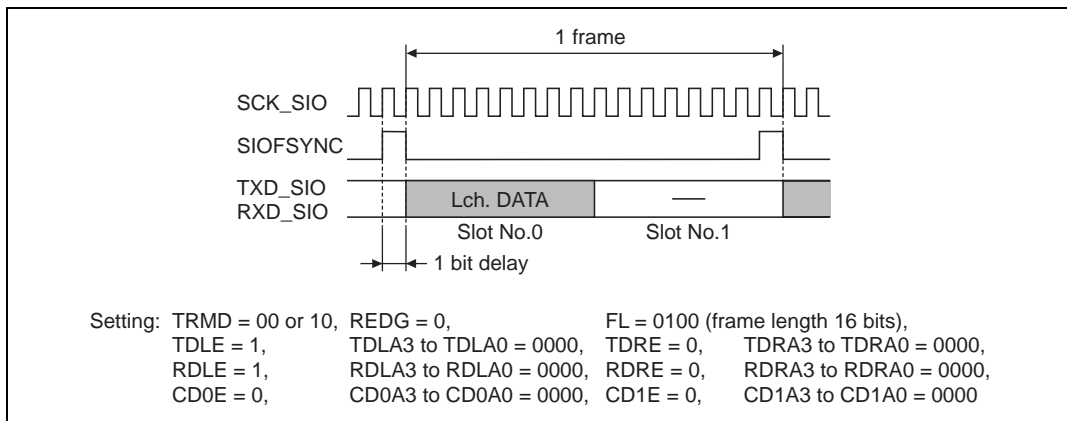 1 frame
SCK_SIO
SIOFSYNC
TXD_SIO
RXD_SIO
Lch. DATA
—
Slot No.0 Slot No.1
1 bit delay
Setting: TRMD = 00 or 10, REDG = 0, FL = 0100 (frame length 16 bits),
TDLE = 1, TDLA3 to TDLA0 = 0000, TDRE = 0, TDRA3 to TDRA0 = 0000,
RDLE = 1, RDLA3 to RDLA0 = 0000, RDRE = 0, RDRA3 to RDRA0 = 0000,
CD0E = 0, CD0A3 to CD0A0 = 0000, CD1E = 0, CD1A3 to CD1A0 = 0000